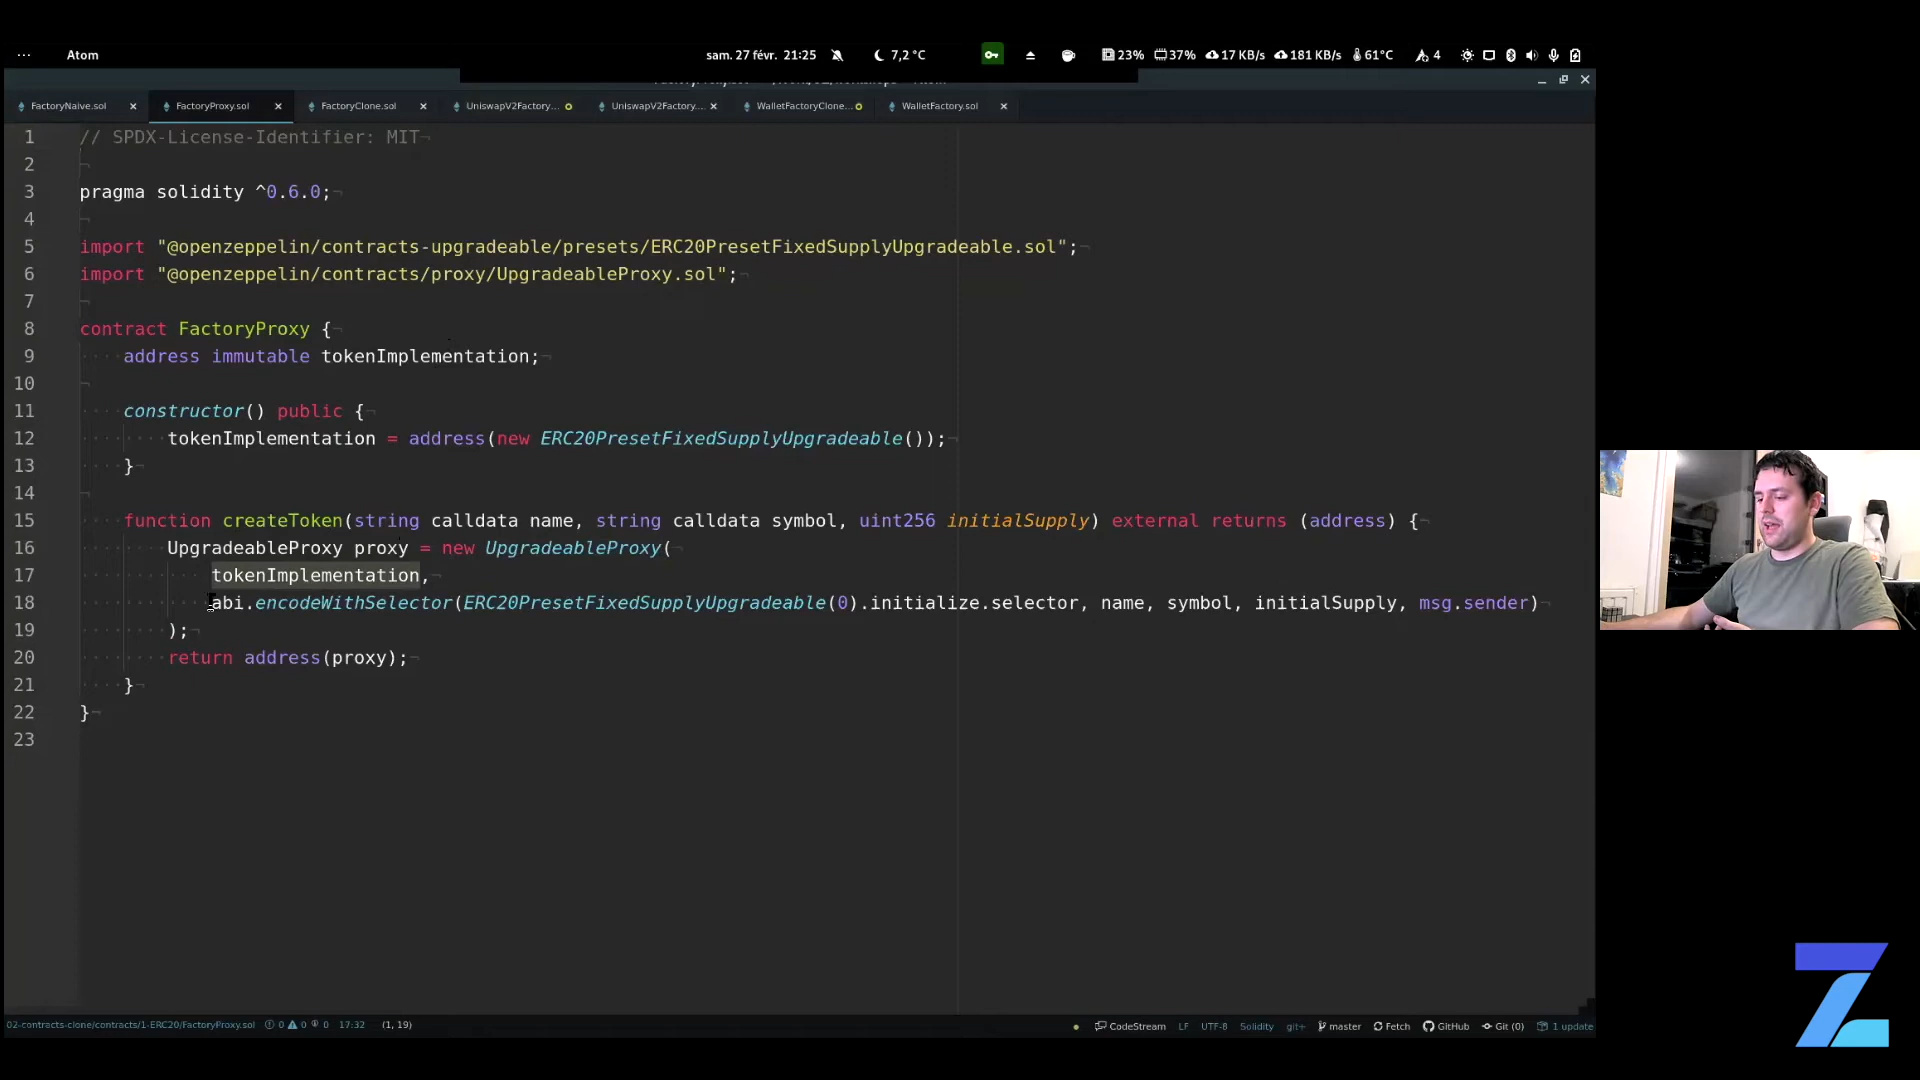 ... Atom sam. 27 févr. 21:25 7,2 °C 23% 37% 17 KB/s 181 KB/s 61°C 4
FactoryNaive.sol FactoryProxy.sol FactoryClone.sol UniswapV2Factory... UniswapV2Factory.... WalletFactoryClone... WalletFactory.sol
1 // SPDX-License-Identifier: MIT
2
3 pragma solidity ^0.6.0;
4
5 import "@openzeppelin/contracts-upgradeable/presets/ERC20PresetFixedSupplyUpgradeable.sol";
6 import "@openzeppelin/contracts/proxy/UpgradeableProxy.sol";
7
8 contract FactoryProxy {
9 address immutable tokenImplementation;
10
11 constructor() public {
12 tokenImplementation = address(new ERC20PresetFixedSupplyUpgradeable());
13 }
14
15 function createToken(string calldata name, string calldata symbol, uint256 initialSupply) external returns (address) {
16 UpgradeableProxy proxy = new UpgradeableProxy(
17 tokenImplementation,
18 abi.encodeWithSelector(ERC20PresetFixedSupplyUpgradeable(0).initialize.selector, name, symbol, initialSupply, msg.sender)
19 );
20 return address(proxy);
21 }
22 }
23
02-contracts-clone/contracts/1-ERC20/FactoryProxy.sol 0 0 0 17:32 (1, 19) CodeStream LF UTF-8 Solidity git+ master Fetch GitHub Git (0) 1 update